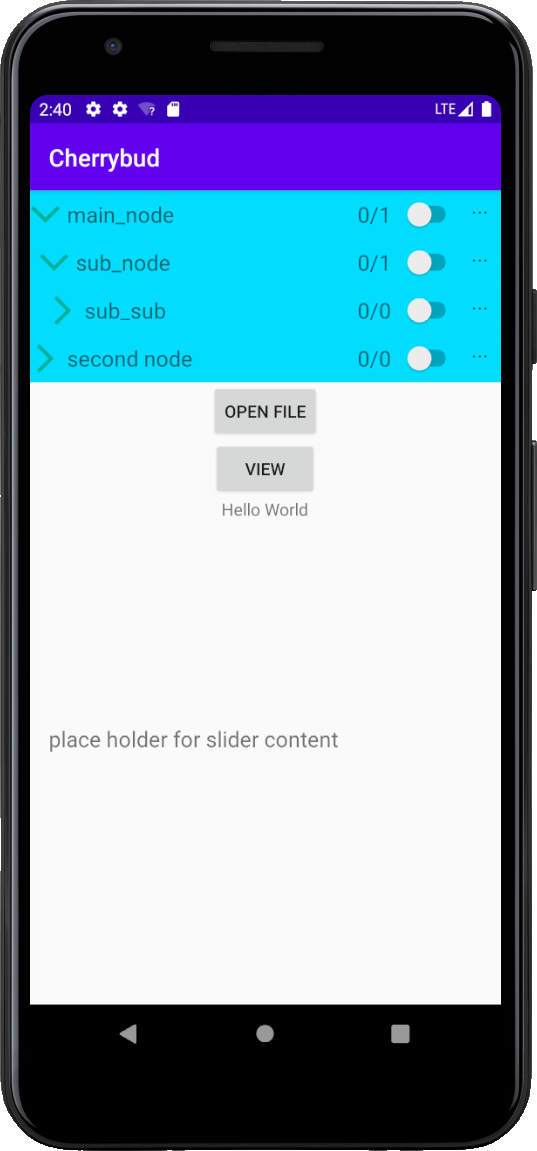 2:40 ? LTE
Cherrybud
main_node 0/1 ...
sub_node 0/1 ...
sub_sub 0/0 ...
second node 0/0 ...
OPEN FILE
VIEW
Hello World
place holder for slider content